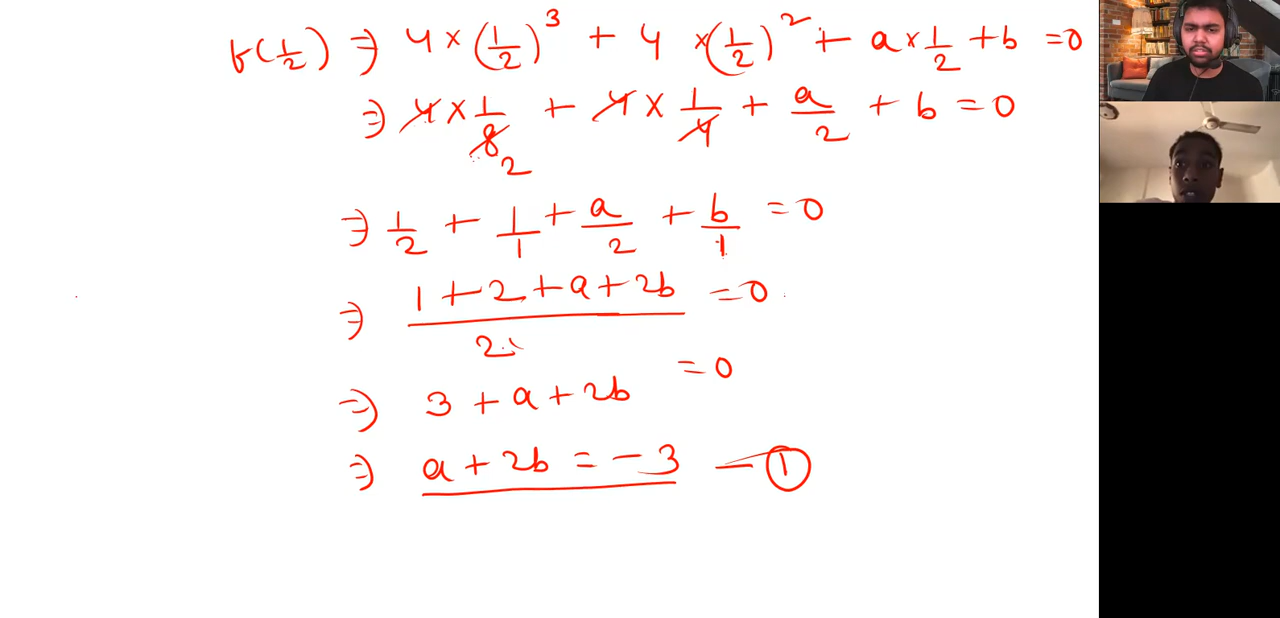 f(1/2) ⇒ 4 × (1/2)^3 + 4 × (1/2)^2 + a × 1/2 + b = 0
⇒ 4 × 1/8 2 + 4 × 1/4 + a/2 + b = 0
⇒ 1/2 + 1/1 + a/2 + b/1 = 0
⇒ 1 + 2 + a + 2b / 2 = 0
⇒ 3 + a + 2b = 0
⇒ a + 2b = -3 — ①